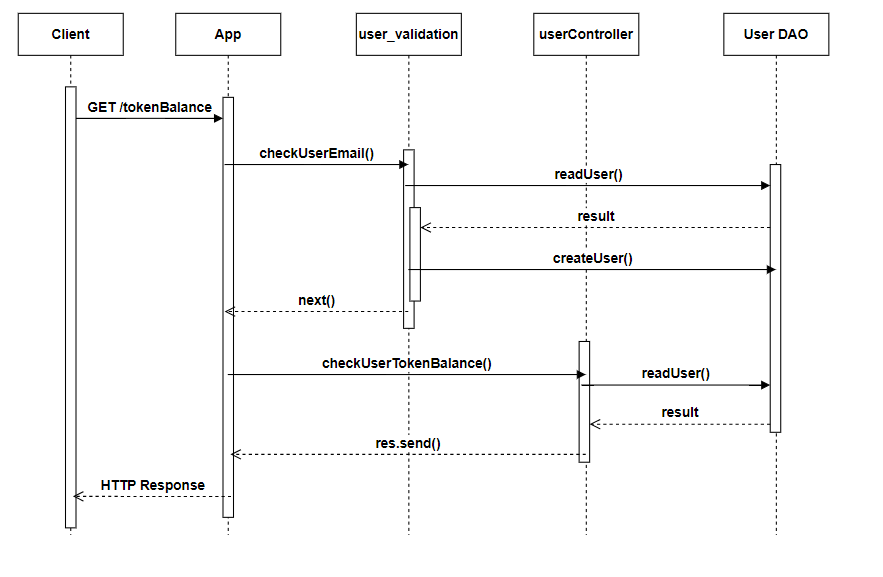 Client
App
user_validation
userController
User DAO
GET /tokenBalance
checkUserEmail()
readUser()
result
createUser()
next()
checkUserTokenBalance()
readUser()
result
res.send()
HTTP Response